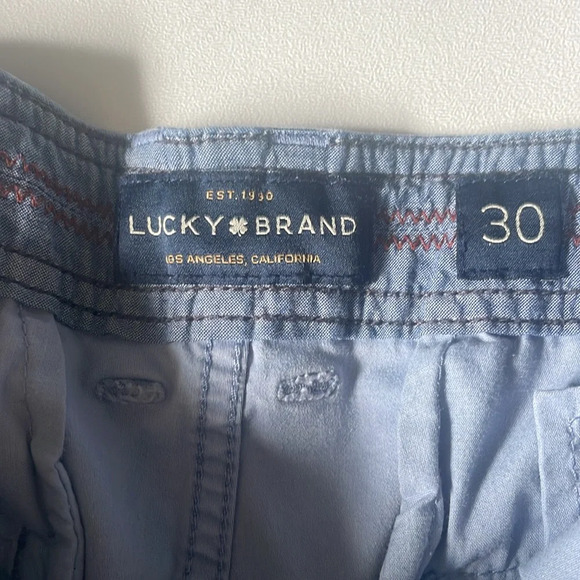 EST. 1990
LUCKY BRAND
LOS ANGELES, CALIFORNIA
30